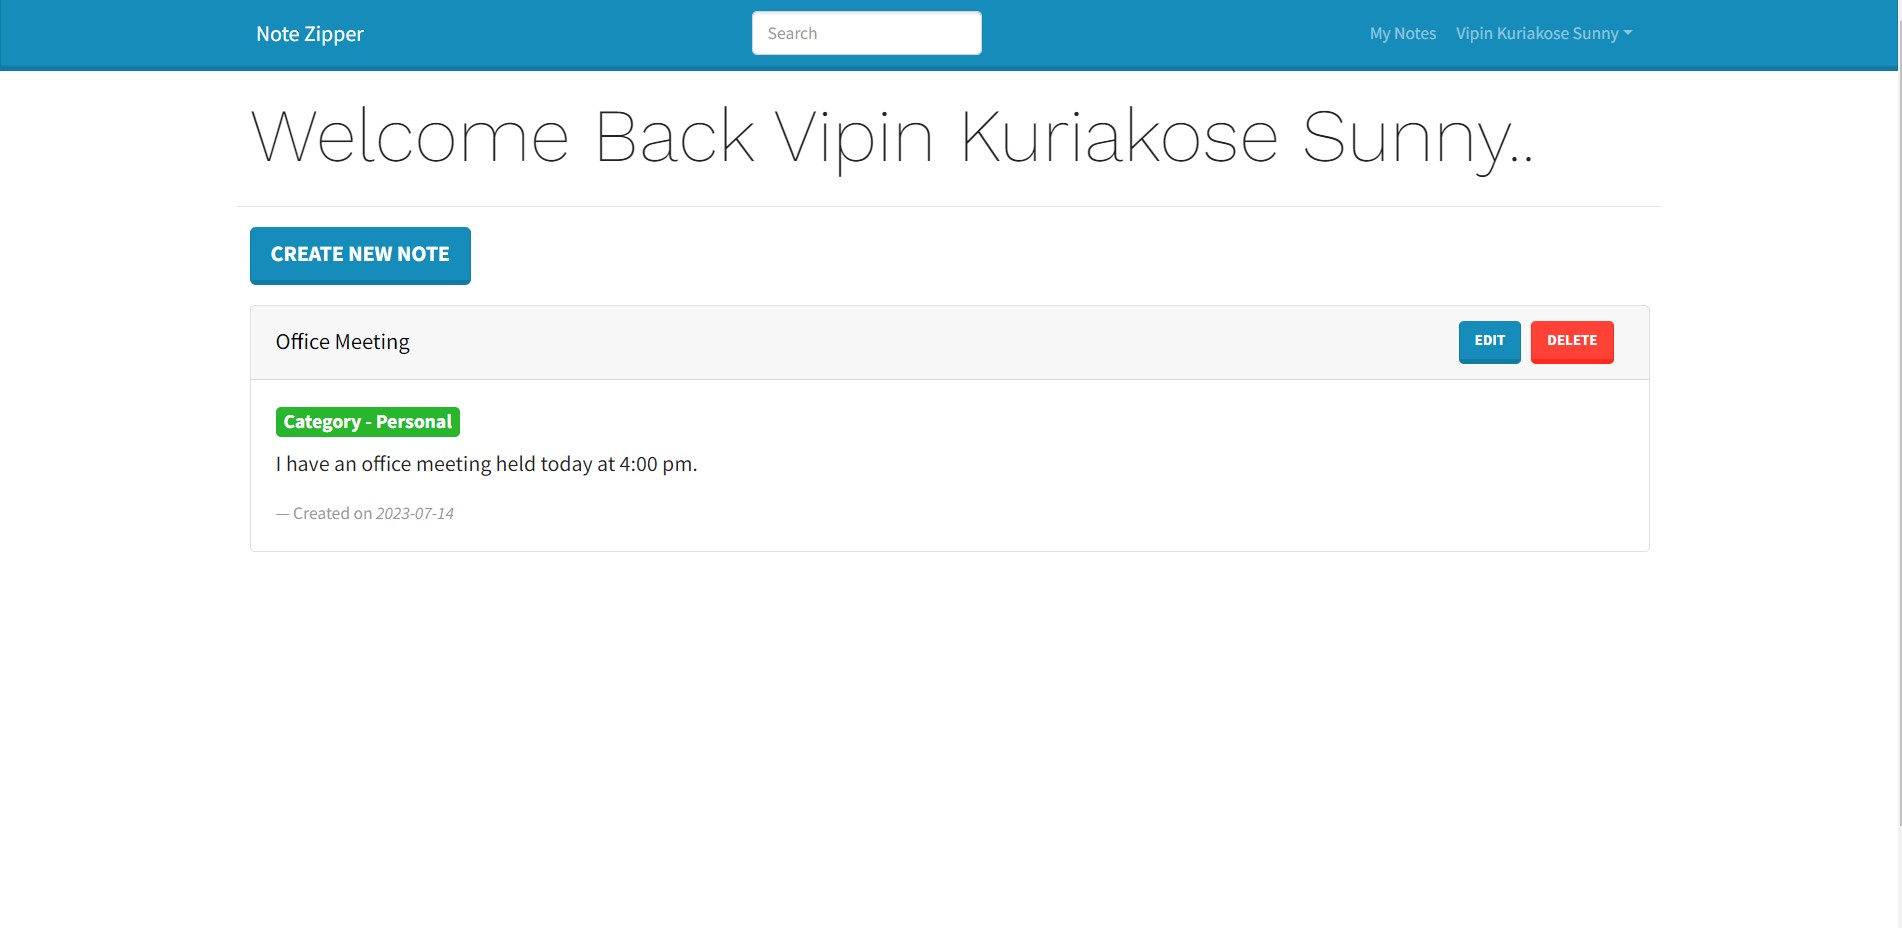 Note Zipper
Search
My Notes
Vipin Kuriakose Sunny
Welcome Back Vipin Kuriakose Sunny..
CREATE NEW NOTE
Office Meeting
EDIT
DELETE
Category - Personal
I have an office meeting held today at 4:00 pm.
— Created on 2023-07-14